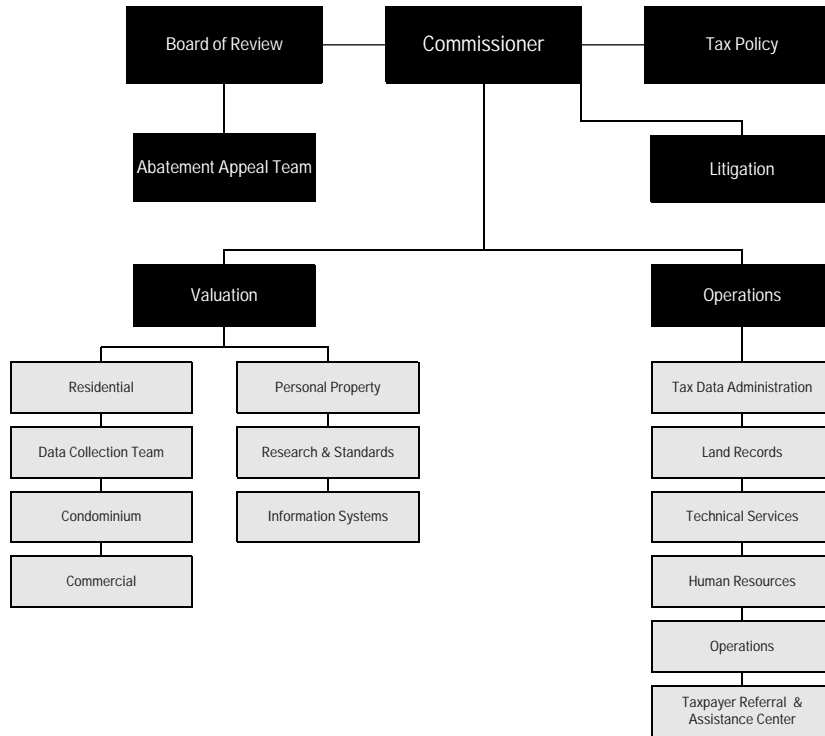 Board of Review
Commissioner
Tax Policy
Abatement Appeal Team
Litigation
Valuation
Operations
Residential
Personal Property
Tax Data Administration
Data Collection Team
Research & Standards
Land Records
Condominium
Information Systems
Technical Services
Commercial
Human Resources
Operations
Taxpayer Referral &
Assistance Center